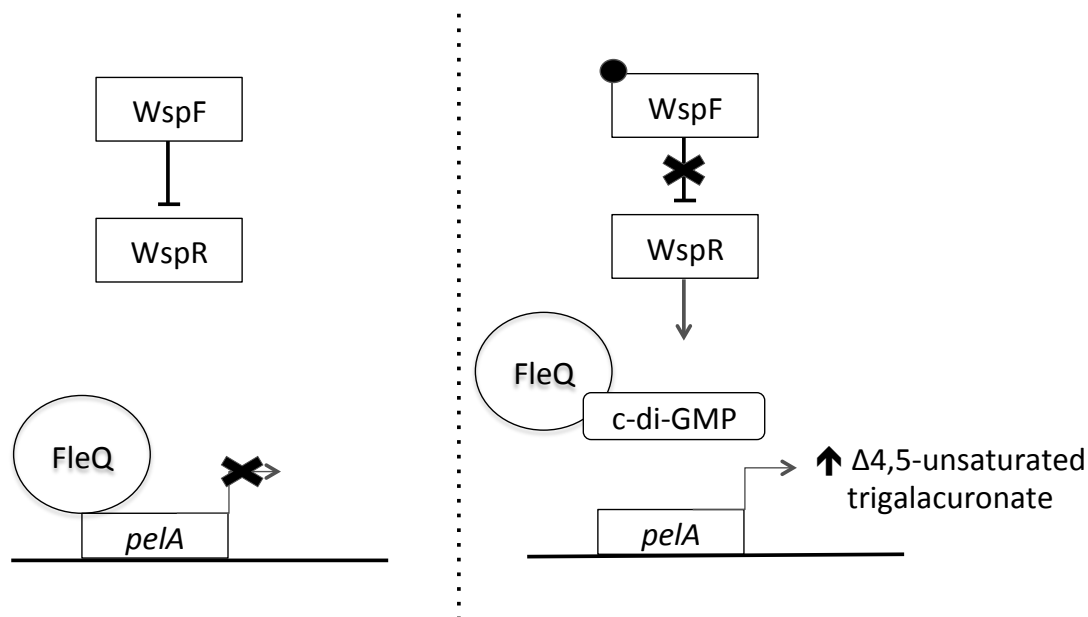 WspF
WspR
FleQ
pelA
WspF
WspR
FleQ
c-di-GMP
Δ4,5-unsaturated
trigalacuronate
pelA